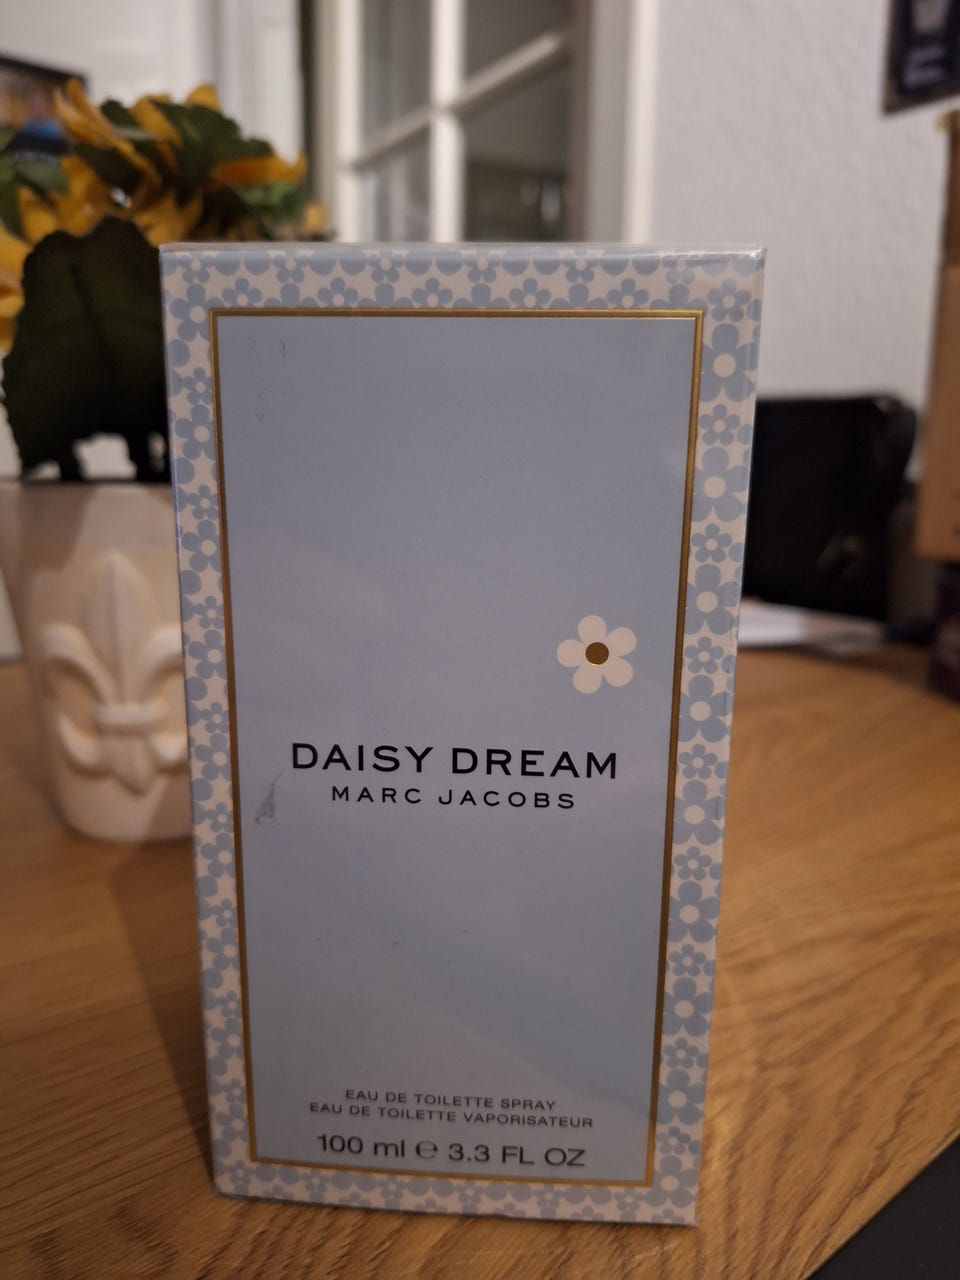 DAISY DREAM
MARC JACOBS
EAU DE TOILETTE SPRAY
EAU DE TOILETTE VAPORISATEUR
100 ml ℮ 3.3 FL OZ